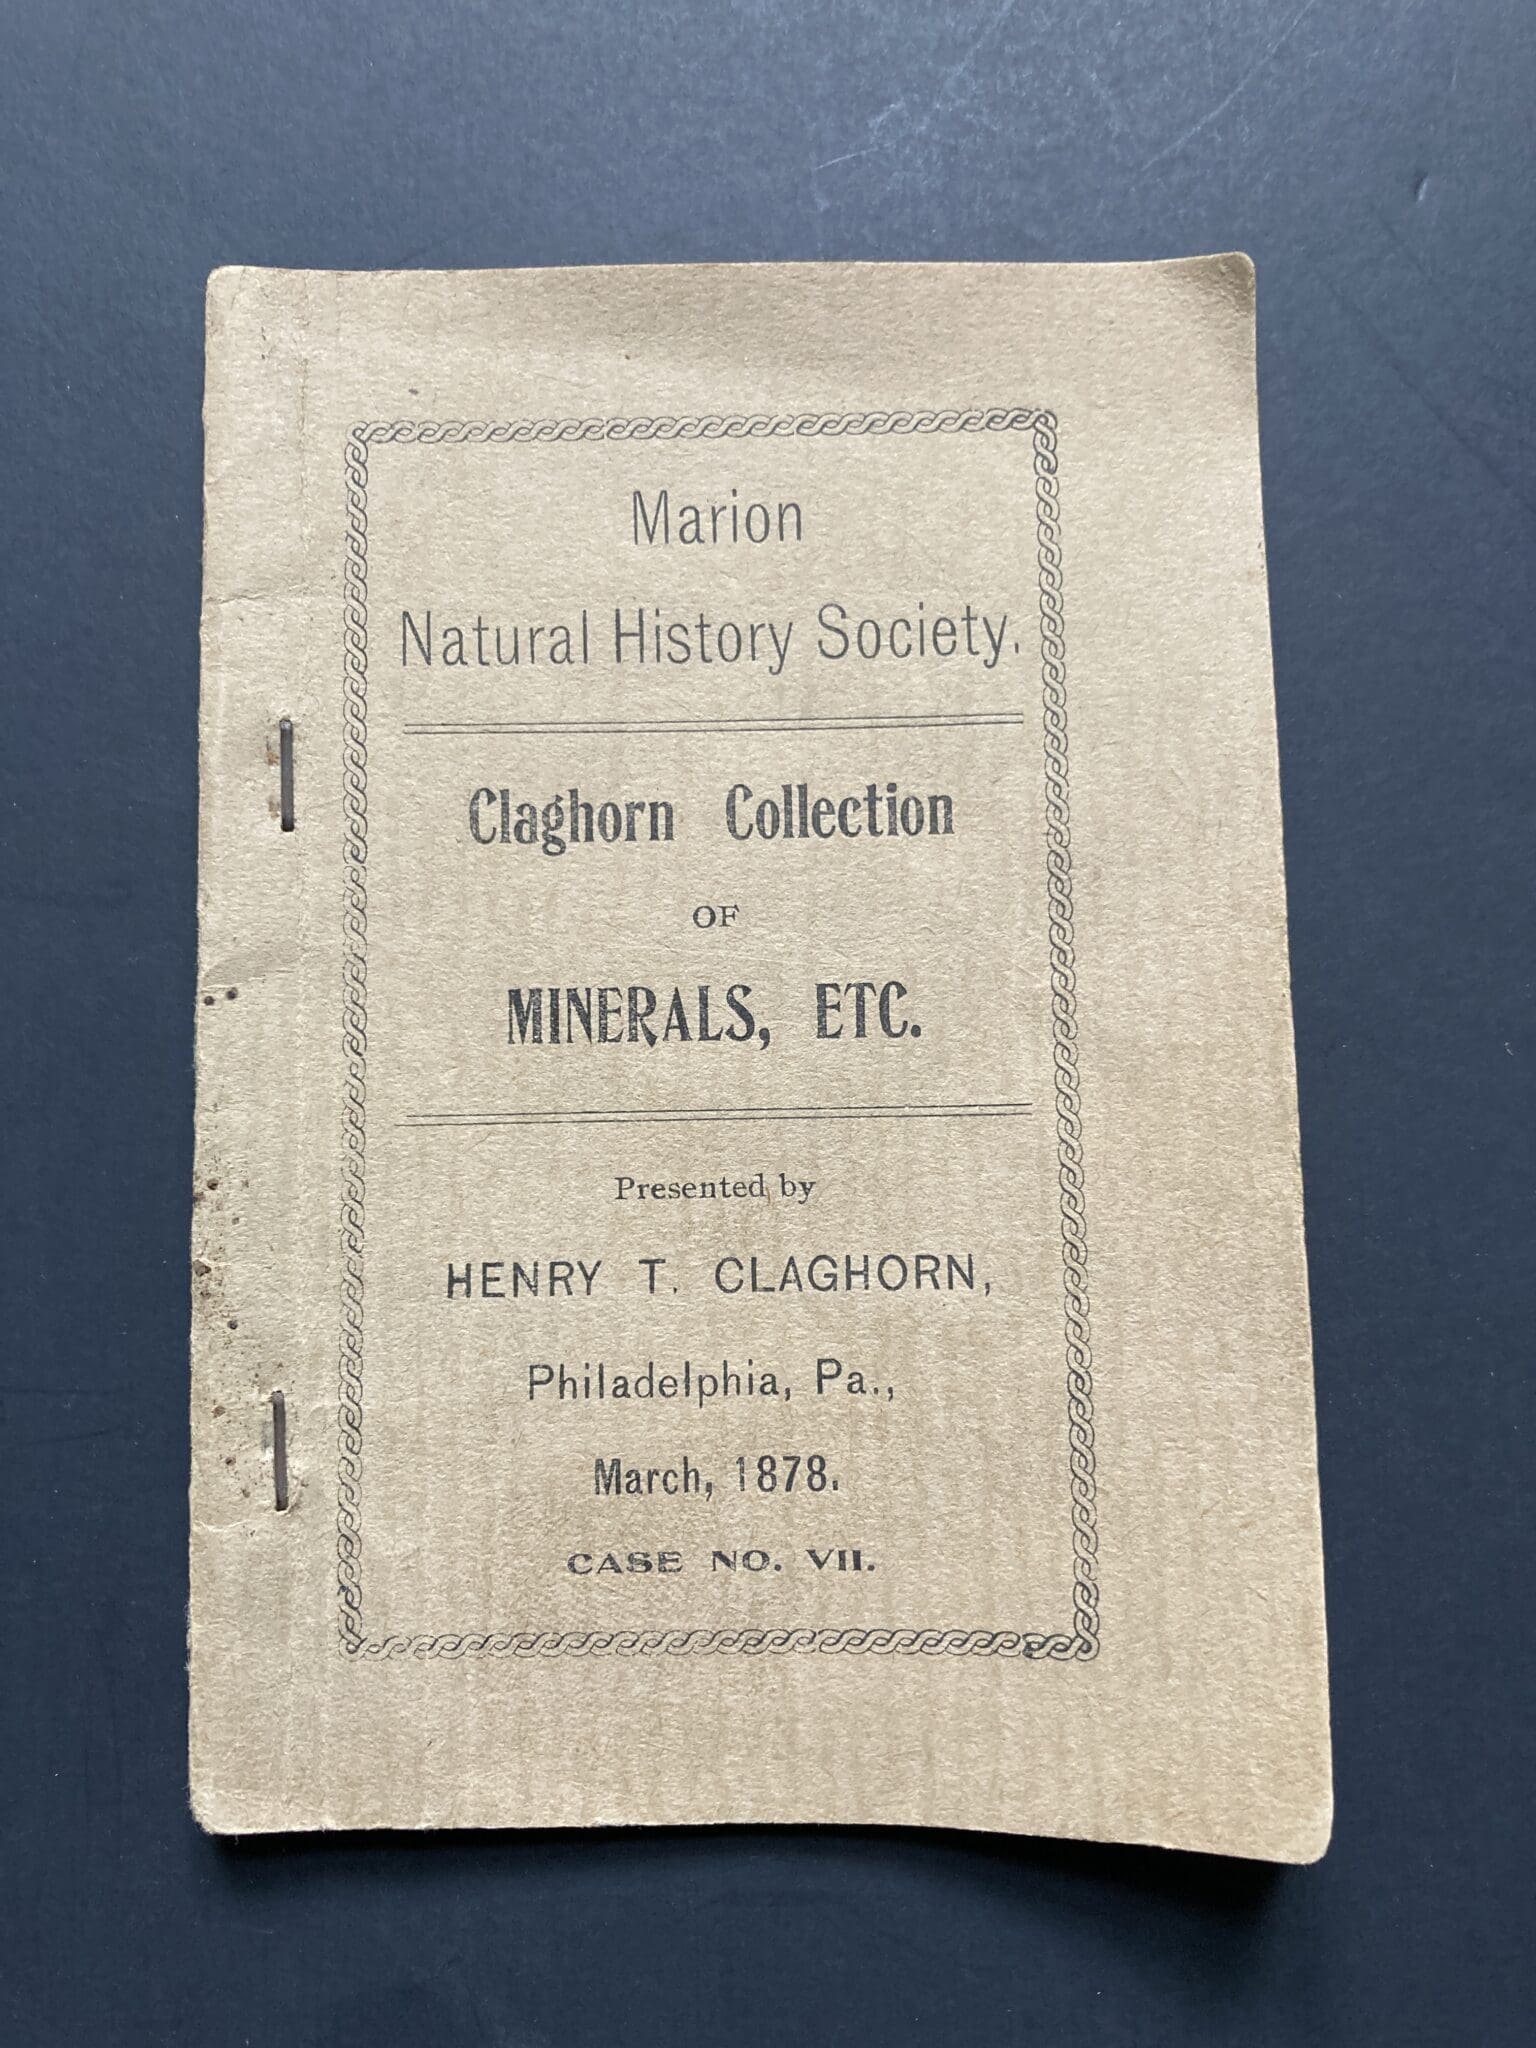 Marion
Natural History Society.
Claghorn Collection
OF
MINERALS, ETC.
Presented by
HENRY T. CLAGHORN,
Philadelphia, Pa.,
March, 1878.
CASE NO. VII.